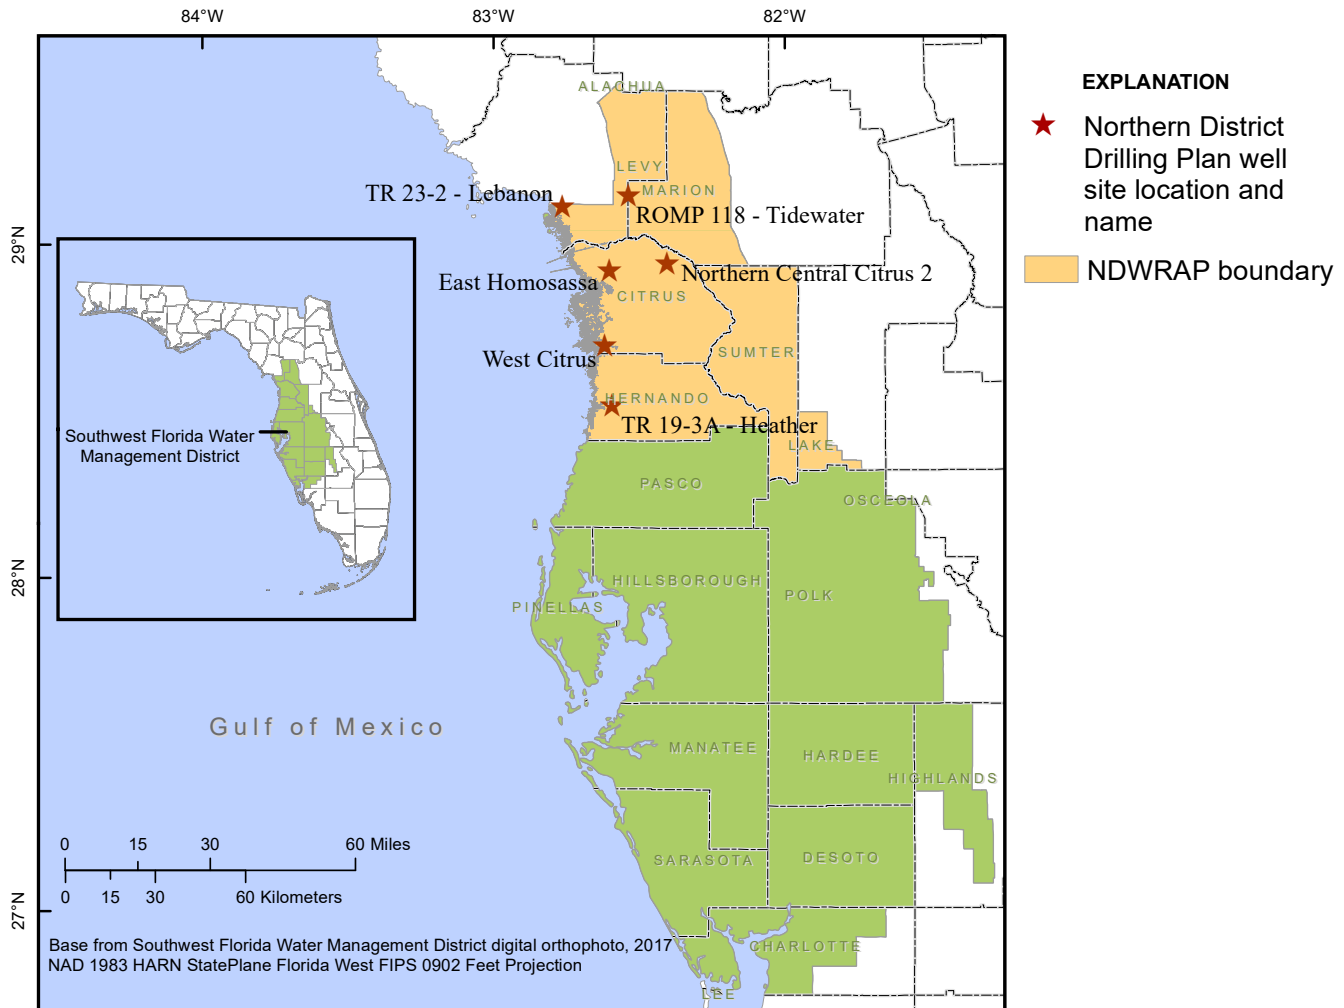 84°W
83°W
82°W
EXPLANATION
Northern District
Drilling Plan well
site location and
name
NDWRAP boundary
ALACHUA
LEVY
MARION
TR 23-2 - Lebanon
ROMP 118 - Tidewater
29°N
East Homosassa
Northern Central Citrus 2
CITRUS
West Citrus
SUMTER
HERNANDO
TR 19-3A - Heather
LAKE
Southwest Florida Water
Management District
PASCO
OSCEOLA
28°N
HILLSBOROUGH
POLK
PINELLAS
Gulf of Mexico
MANATEE
HARDEE
HIGHLANDS
0 15 30 60 Miles
0 15 30 60 Kilometers
SARASOTA
DESOTO
27°N
CHARLOTTE
Base from Southwest Florida Water Management District digital orthophoto, 2017
NAD 1983 HARN StatePlane Florida West FIPS 0902 Feet Projection
LEE